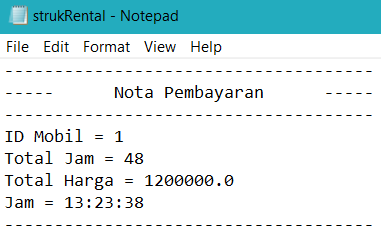 strukRental - Notepad
File Edit Format View Help
-------------------------------------
-----      Nota Pembayaran      -----
-------------------------------------
ID Mobil = 1
Total Jam = 48
Total Harga = 1200000.0
Jam = 13:23:38
-------------------------------------